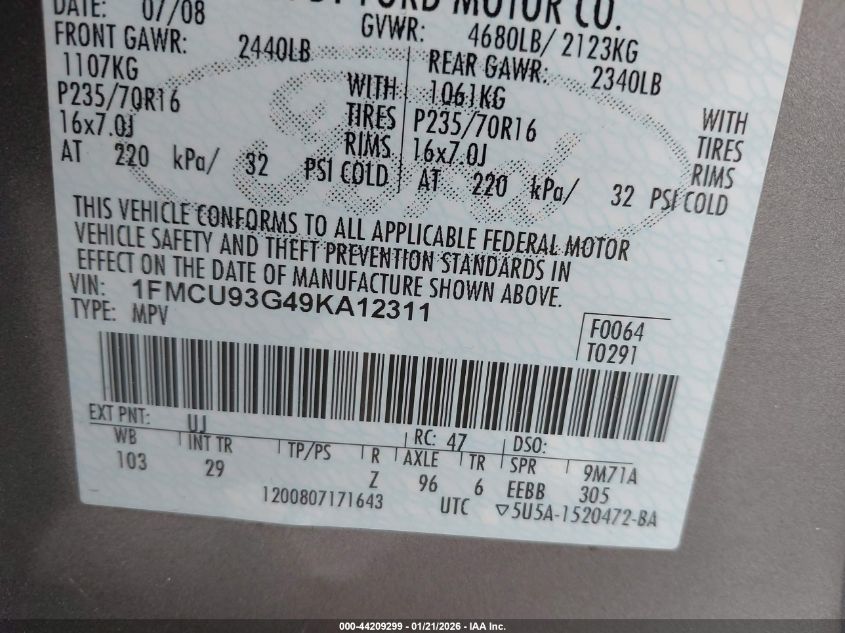 BY FORD MOTOR CO.
DATE: 07/08 GVWR: 4680LB/ 2123KG
FRONT GAWR: 2440LB REAR GAWR: 2340LB
1107KG WITH 1061KG WITH
P235/70R16 TIRES P235/70R16 TIRES
16x7.0J RIMS 16x7.0J RIMS
AT 220 kPa/ 32 PSI COLD AT 220 kPa/ 32 PSI COLD
Ford
THIS VEHICLE CONFORMS TO ALL APPLICABLE FEDERAL MOTOR
VEHICLE SAFETY AND THEFT PREVENTION STANDARDS IN
EFFECT ON THE DATE OF MANUFACTURE SHOWN ABOVE.
VIN: 1FMCU93G49KA12311
TYPE: MPV
F0064
T0291
EXT PNT: UJ RC: 47 DSO:
WB INT TR TP/PS R AXLE TR SPR 9M71A
103 29 Z 96 6 EEBB 305
1200807171643 UTC ▽5U5A-1520472-BA
000-44209299 - 01/21/2026 - IAA Inc.